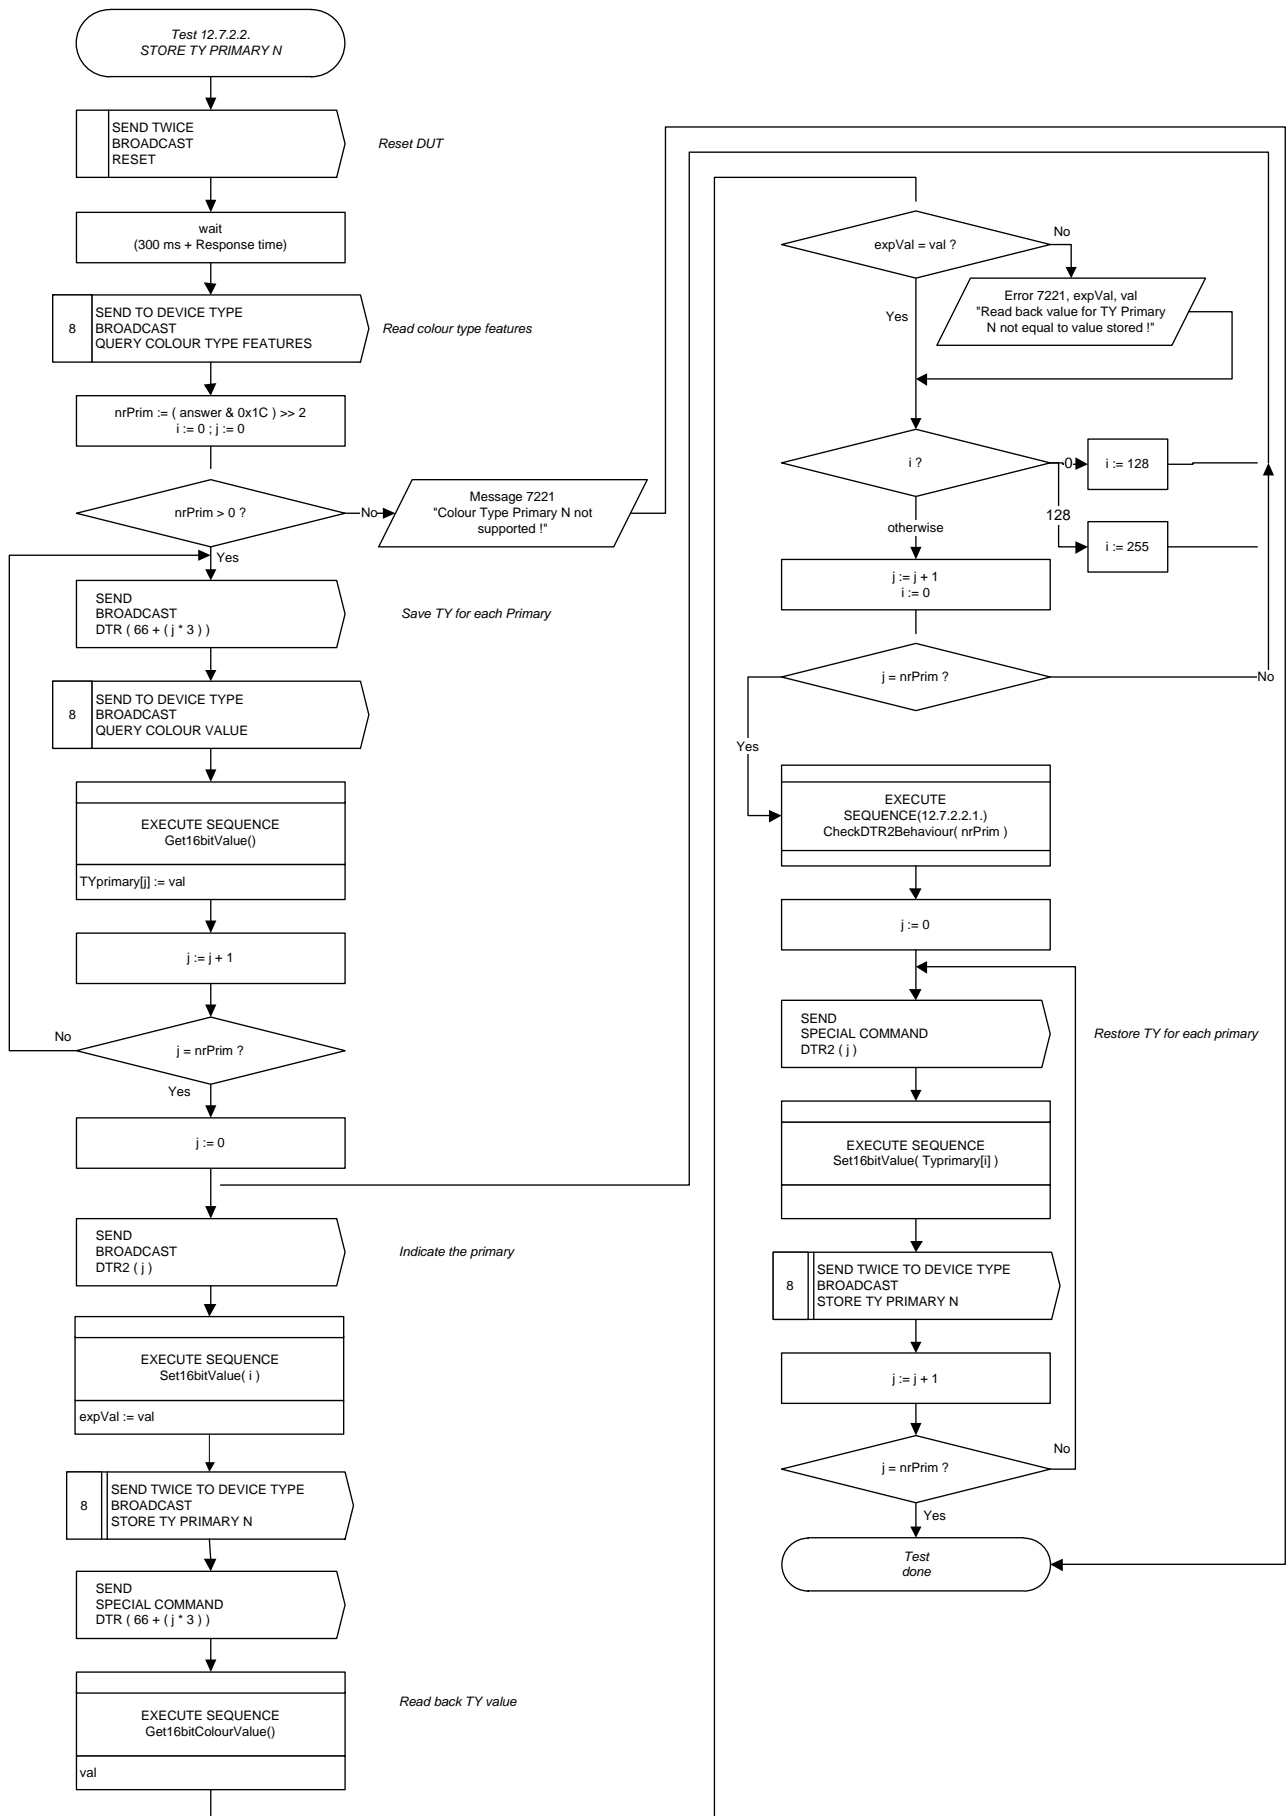 Test 12.7.2.2.
STORE TY PRIMARY N
SEND TWICE
BROADCAST
RESET
Reset DUT
wait
(300 ms + Response time)
8
SEND TO DEVICE TYPE
BROADCAST
QUERY COLOUR TYPE FEATURES
Read colour type features
nrPrim := ( answer & 0x1C ) >> 2
i := 0 ; j := 0
nrPrim > 0 ?
No
Message 7221
"Colour Type Primary N not
supported !"
Yes
SEND
BROADCAST
DTR ( 66 + ( j * 3 ) )
Save TY for each Primary
8
SEND TO DEVICE TYPE
BROADCAST
QUERY COLOUR VALUE
EXECUTE SEQUENCE
Get16bitValue()
TYprimary[j] := val
j := j + 1
No
j = nrPrim ?
Yes
j := 0
SEND
BROADCAST
DTR2 ( j )
Indicate the primary
EXECUTE SEQUENCE
Set16bitValue( i )
expVal := val
8
SEND TWICE TO DEVICE TYPE
BROADCAST
STORE TY PRIMARY N
SEND
SPECIAL COMMAND
DTR ( 66 + ( j * 3 ) )
EXECUTE SEQUENCE
Get16bitColourValue()
val
Read back TY value
expVal = val ?
No
Error 7221, expVal, val
"Read back value for TY Primary
N not equal to value stored !"
Yes
i ?
0
i := 128
128
i := 255
otherwise
j := j + 1
i := 0
j = nrPrim ?
No
Yes
EXECUTE
SEQUENCE(12.7.2.2.1.)
CheckDTR2Behaviour( nrPrim )
j := 0
SEND
SPECIAL COMMAND
DTR2 ( j )
Restore TY for each primary
EXECUTE SEQUENCE
Set16bitValue( Typrimary[i] )
8
SEND TWICE TO DEVICE TYPE
BROADCAST
STORE TY PRIMARY N
j := j + 1
j = nrPrim ?
No
Yes
Test
done